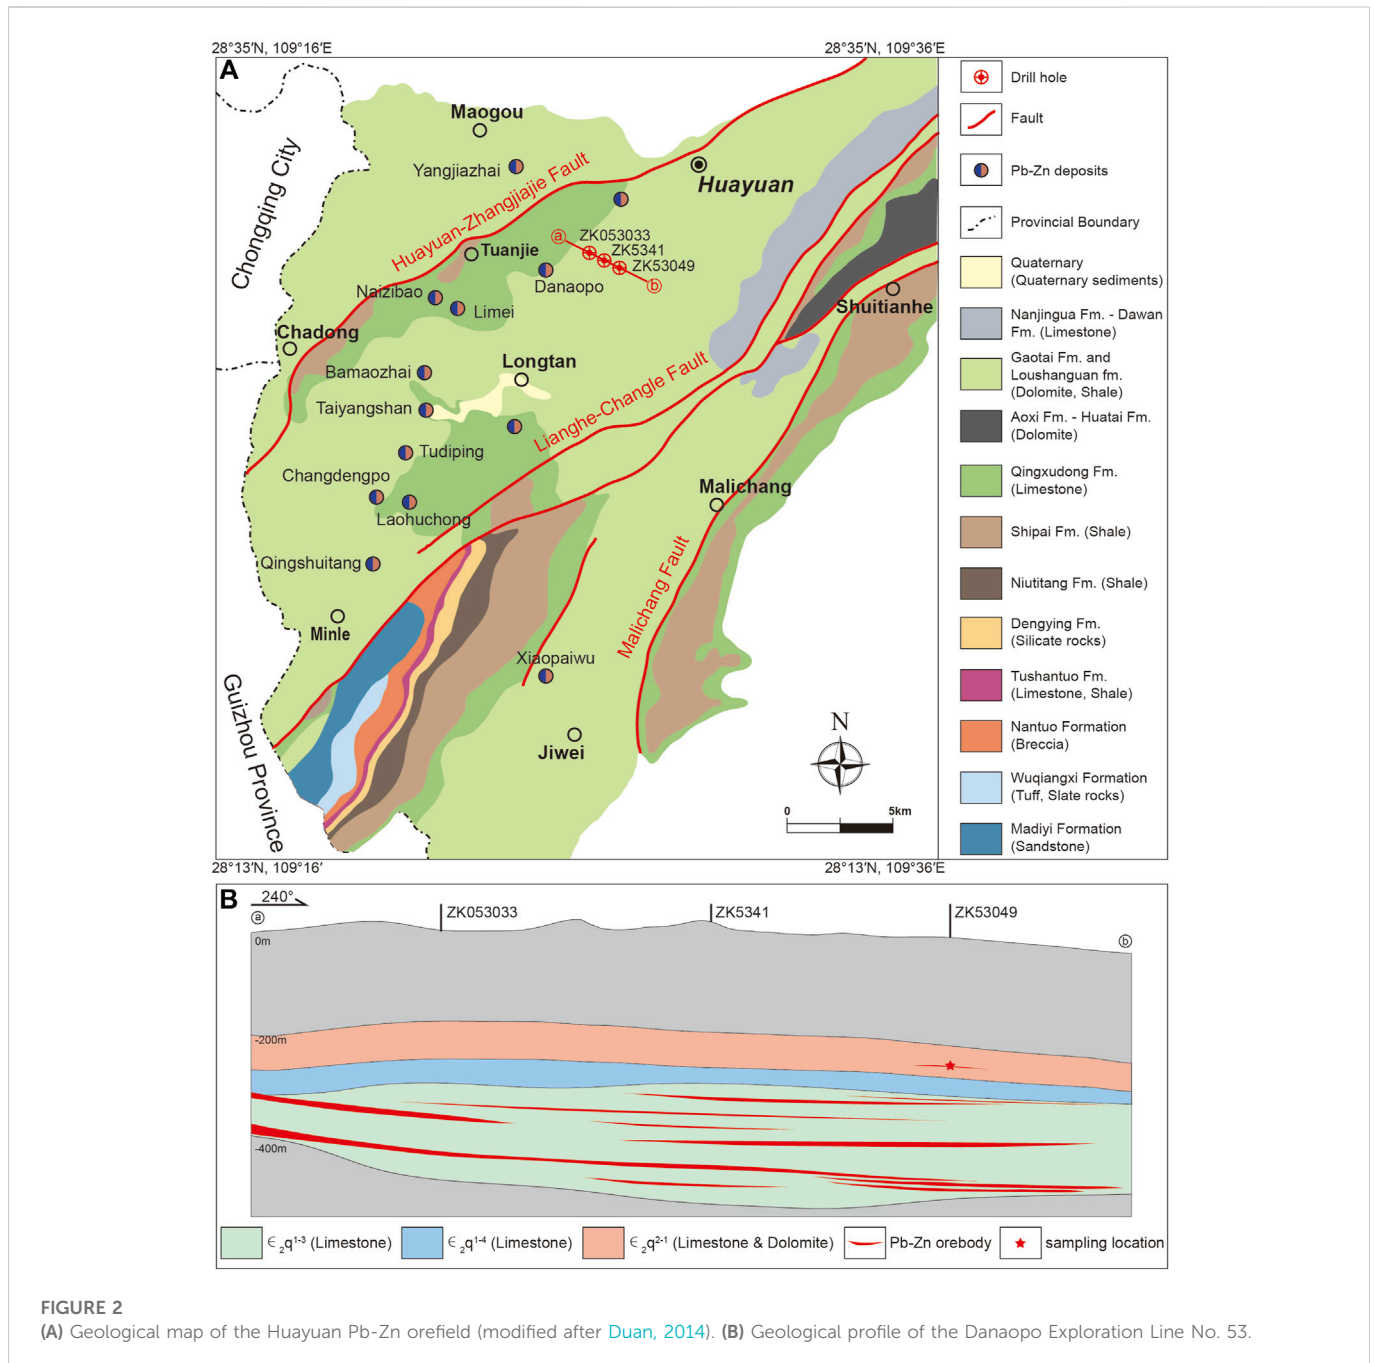 28°35′N, 109°16′E
28°35′N, 109°36′E
A
Maogou
Yangjiazhai
Huayuan
Chongqing City
Huayuan-Zhangjiajie Fault
ⓐ
ZK053033
ZK5341
ZK53049
ⓑ
Tuanjie
Danaopo
Naizibao
Limei
Shuitianhe
Chadong
Longtan
Bamaozhai
Taiyangshan
Lianghe-Changle Fault
Tudiping
Changdengpo
Malichang
Laohuchong
Qingshuitang
Malichang Fault
Minle
Xiaopaiwu
Guizhou Province
Jiwei
N
0
5km
Drill hole
Fault
Pb-Zn deposits
Provincial Boundary
Quaternary
(Quaternary sediments)
Nanjingua Fm. - Dawan
Fm. (Limestone)
Gaotai Fm. and
Loushanguan fm.
(Dolomite, Shale)
Aoxi Fm. - Huatai Fm.
(Dolomite)
Qingxudong Fm.
(Limestone)
Shipai Fm. (Shale)
Niutitang Fm. (Shale)
Dengying Fm.
(Silicate rocks)
Tushantuo Fm.
(Limestone, Shale)
Nantuo Formation
(Breccia)
Wuqiangxi Formation
(Tuff, Slate rocks)
Madiyi Formation
(Sandstone)
28°13′N, 109°16′
28°13′N, 109°36′E
B
240°
ⓐ
ZK053033
ZK5341
ZK53049
ⓑ
0m
-200m
-400m
∈₂q¹⁻³ (Limestone)
∈₂q¹⁻⁴ (Limestone)
∈₂q²⁻¹ (Limestone & Dolomite)
Pb-Zn orebody
sampling location
FIGURE 2
(A) Geological map of the Huayuan Pb-Zn orefield (modified after Duan, 2014). (B) Geological profile of the Danaopo Exploration Line No. 53.